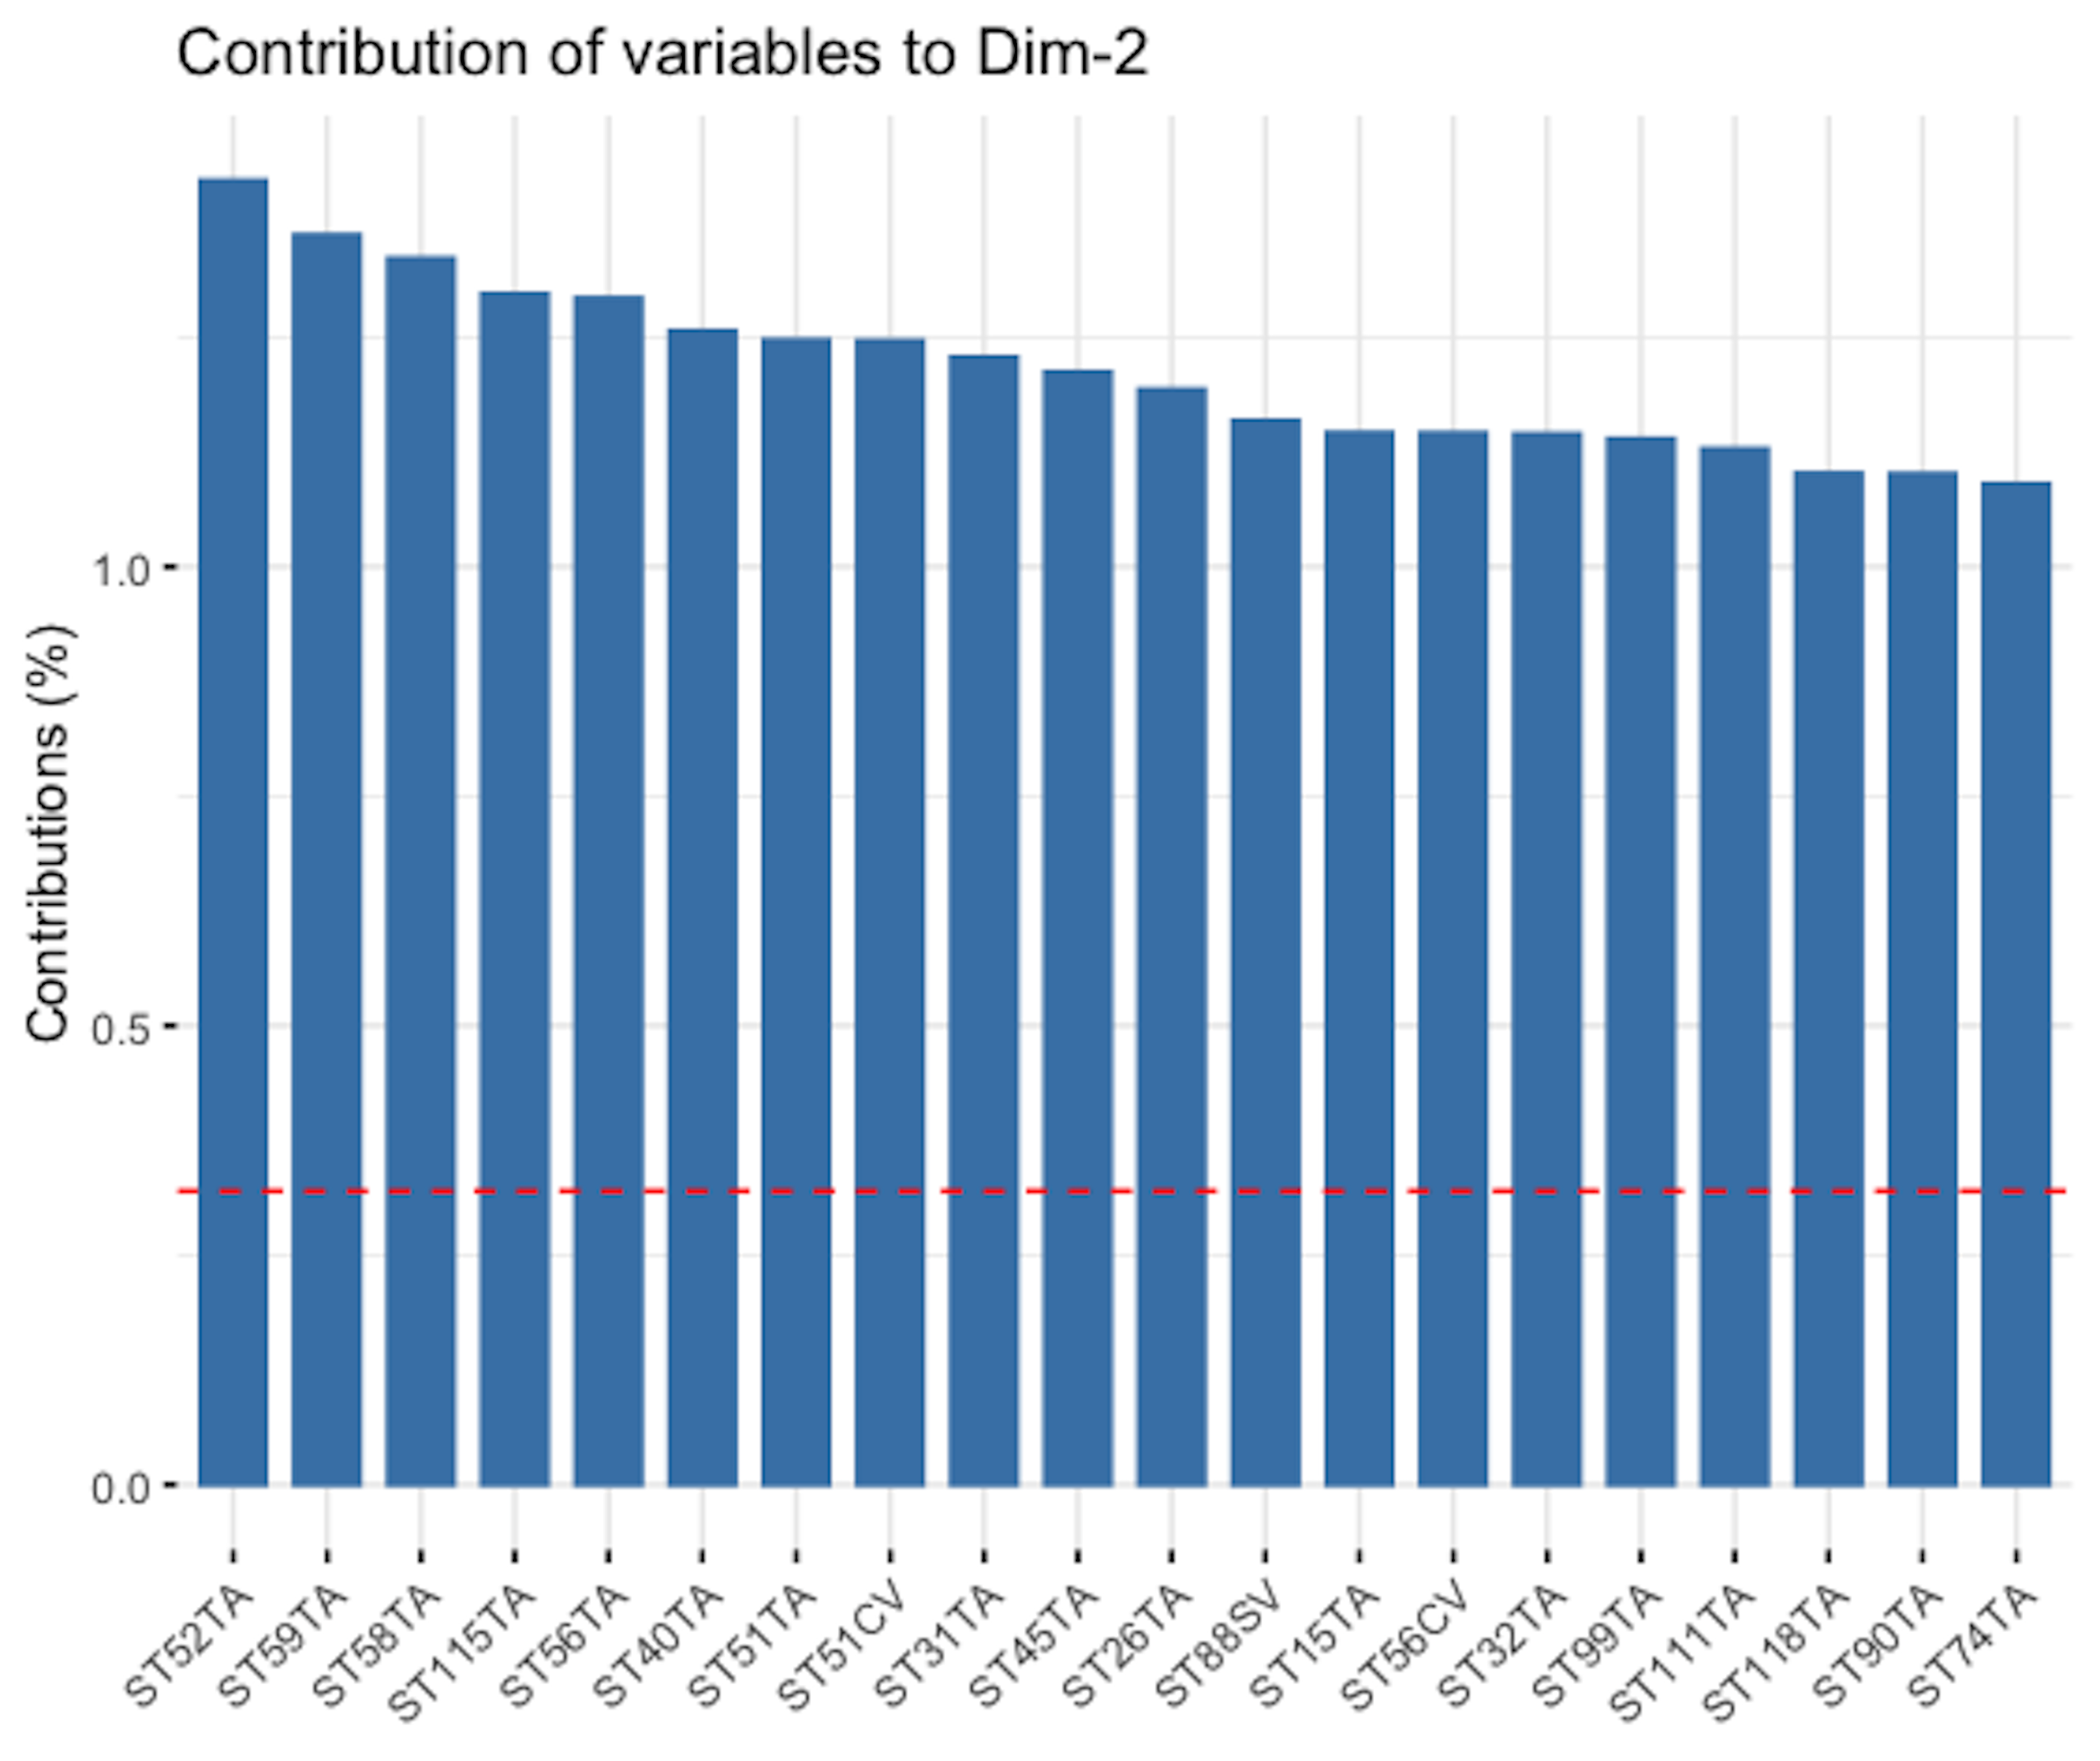 Contribution of variables to Dim-2
Contributions (%)
1.0
0.5
0.0
ST52TA
ST59TA
ST58TA
ST115TA
ST56TA
ST40TA
ST51TA
ST51CV
ST31TA
ST45TA
ST26TA
ST88SV
ST15TA
ST56CV
ST32TA
ST99TA
ST111TA
ST118TA
ST90TA
ST74TA